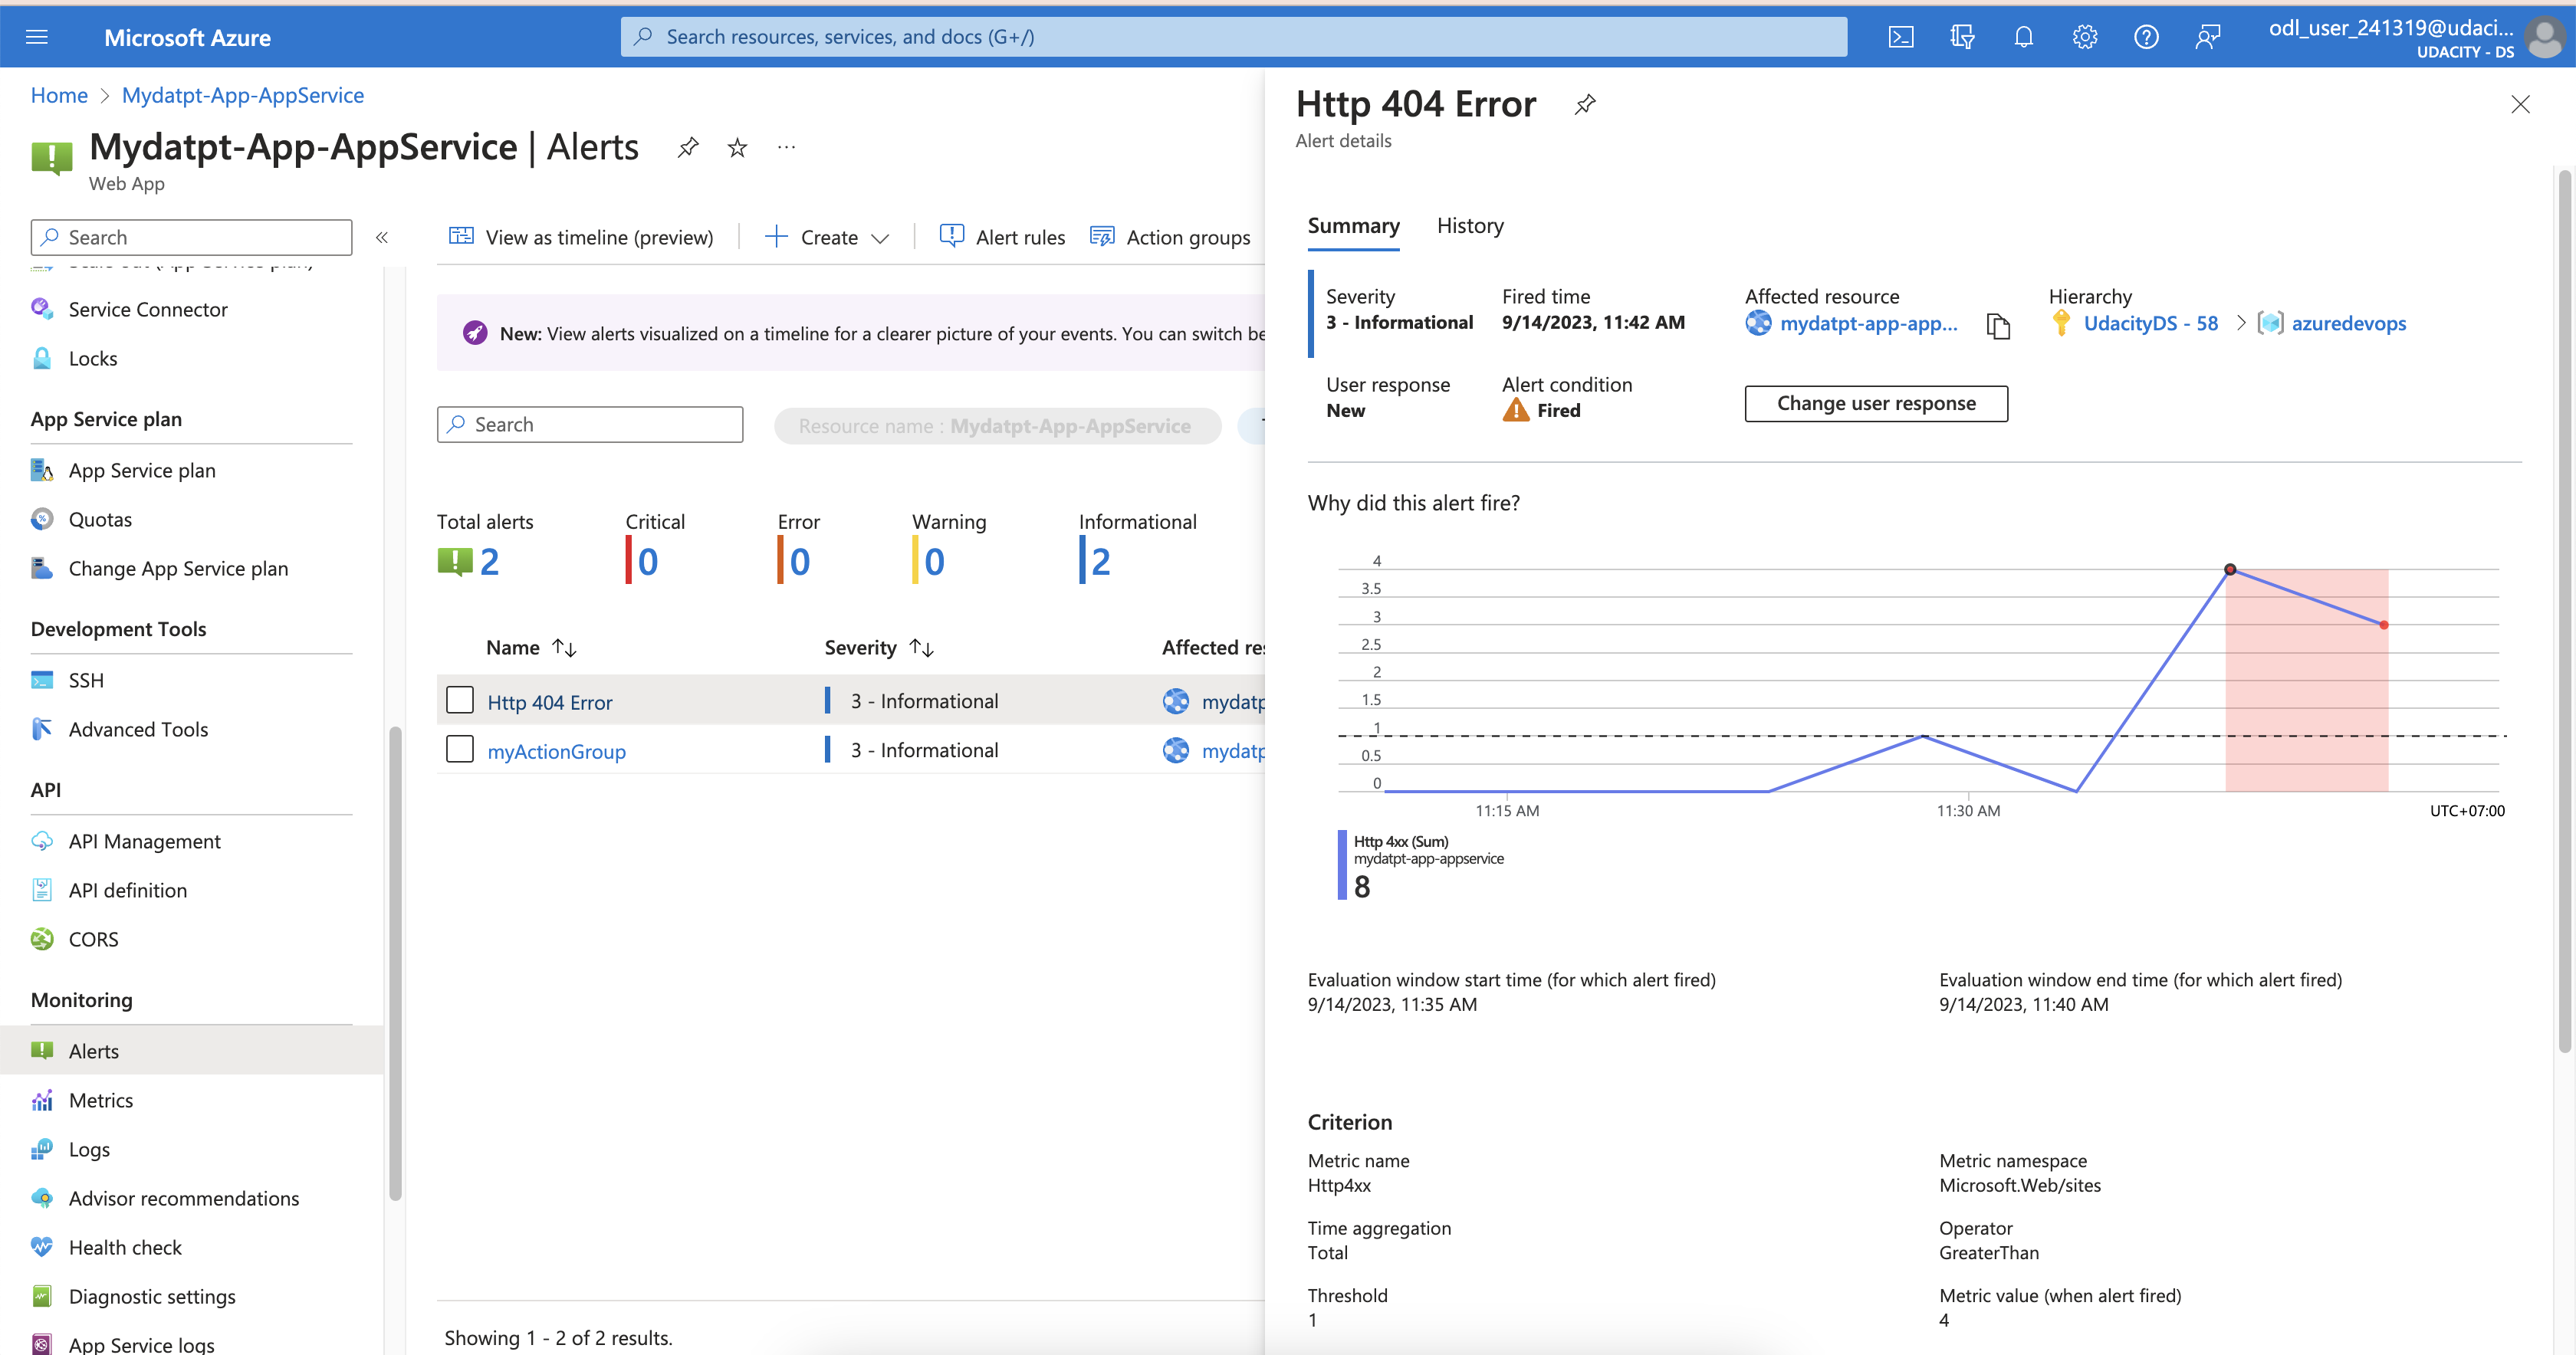 Microsoft Azure
Search resources, services, and docs (G+/)
odl_user_241319@udaci...
UDACITY - DS
Home > Mydatpt-App-AppService
Mydatpt-App-AppService | Alerts
Web App
Search
Service Connector
Locks
App Service plan
App Service plan
Quotas
Change App Service plan
Development Tools
SSH
Advanced Tools
API
API Management
API definition
CORS
Monitoring
Alerts
Metrics
Logs
Advisor recommendations
Health check
Diagnostic settings
App Service logs
View as timeline (preview)
Create
Alert rules
Action groups
New: View alerts visualized on a timeline for a clearer picture of your events. You can switch be
Search
Resource name : Mydatpt-App-AppService
Total alerts
2
Critical
0
Error
0
Warning
0
Informational
2
Name Severity Affected res
Http 404 Error 3 - Informational mydatp
myActionGroup 3 - Informational mydatp
Showing 1 - 2 of 2 results.
Http 404 Error
Alert details
Summary History
Severity
3 - Informational
Fired time
9/14/2023, 11:42 AM
Affected resource
mydatpt-app-app...
Hierarchy
UdacityDS - 58 > azuredevops
User response
New
Alert condition
Fired
Change user response
Why did this alert fire?
4
3.5
3
2.5
2
1.5
1
0.5
0
11:15 AM 11:30 AM UTC+07:00
Http 4xx (Sum)
mydatpt-app-appservice
8
Evaluation window start time (for which alert fired)
9/14/2023, 11:35 AM
Evaluation window end time (for which alert fired)
9/14/2023, 11:40 AM
Criterion
Metric name
Http4xx
Metric namespace
Microsoft.Web/sites
Time aggregation
Total
Operator
GreaterThan
Threshold
1
Metric value (when alert fired)
4